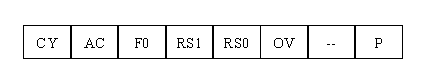 CY AC F0 RS1 RS0 OV -- P